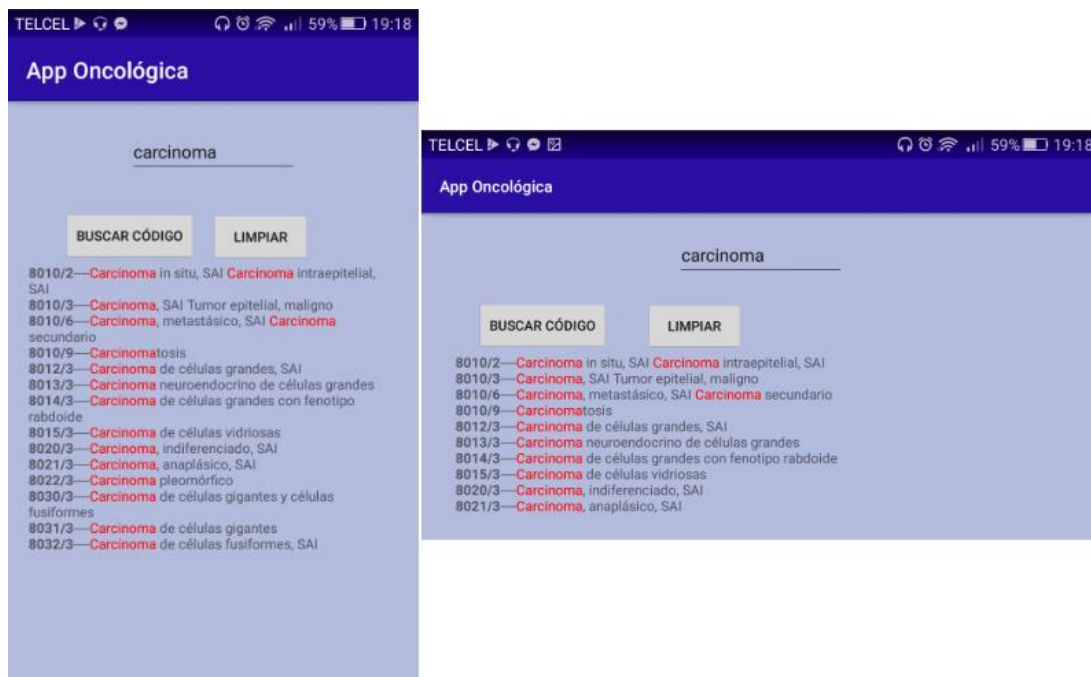 TELCEL 59% 19:18
App Oncológica
carcinoma
BUSCAR CÓDIGO LIMPIAR
8010/2—Carcinoma in situ, SAI Carcinoma intraepitelial,
SAI
8010/3—Carcinoma, SAI Tumor epitelial, maligno
8010/6—Carcinoma, metastásico, SAI Carcinoma
secundario
8010/9—Carcinomatosis
8012/3—Carcinoma de células grandes, SAI
8013/3—Carcinoma neuroendocrino de células grandes
8014/3—Carcinoma de células grandes con fenotipo
rabdoide
8015/3—Carcinoma de células vidriosas
8020/3—Carcinoma, indiferenciado, SAI
8021/3—Carcinoma, anaplásico, SAI
8022/3—Carcinoma pleomórfico
8030/3—Carcinoma de células gigantes y células
fusiformes
8031/3—Carcinoma de células gigantes
8032/3—Carcinoma de células fusiformes, SAI
TELCEL 59% 19:18
App Oncológica
carcinoma
BUSCAR CÓDIGO LIMPIAR
8010/2—Carcinoma in situ, SAI Carcinoma intraepitelial, SAI
8010/3—Carcinoma, SAI Tumor epitelial, maligno
8010/6—Carcinoma, metastásico, SAI Carcinoma secundario
8010/9—Carcinomatosis
8012/3—Carcinoma de células grandes, SAI
8013/3—Carcinoma neuroendocrino de células grandes
8014/3—Carcinoma de células grandes con fenotipo rabdoide
8015/3—Carcinoma de células vidriosas
8020/3—Carcinoma, indiferenciado, SAI
8021/3—Carcinoma, anaplásico, SAI